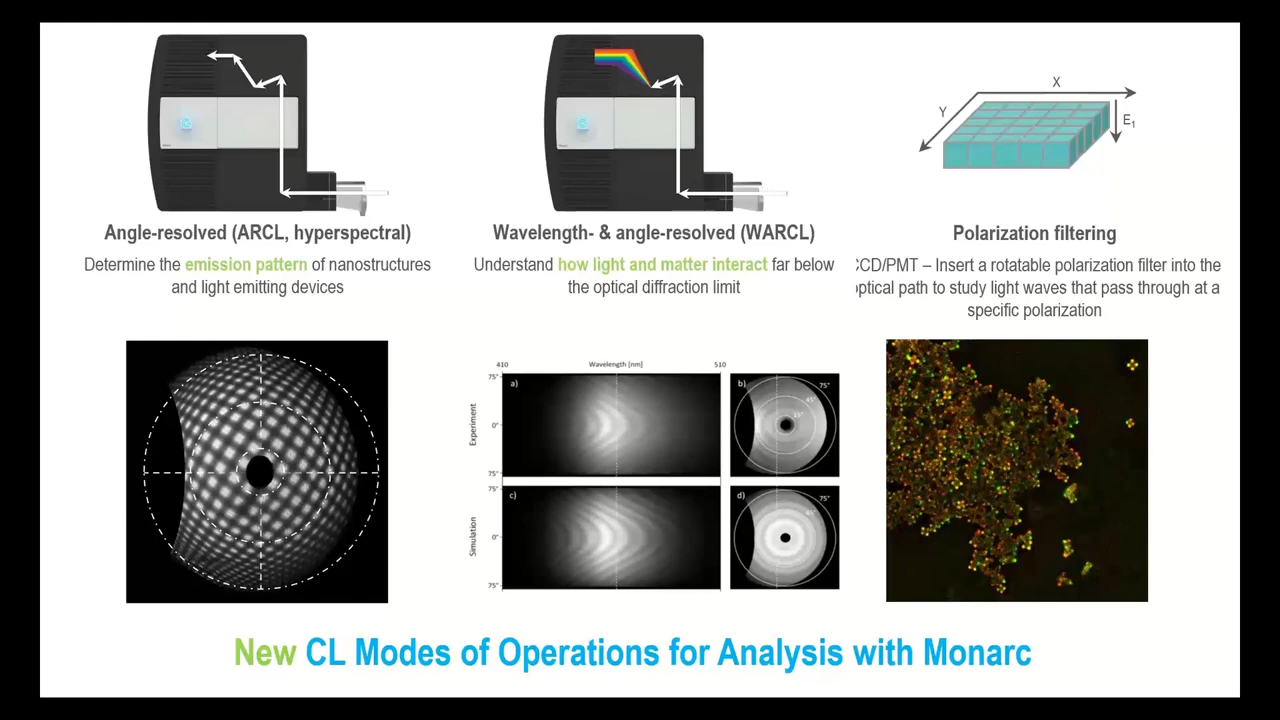 X
Y
E1
Angle-resolved (ARCL, hyperspectral)
Determine the emission pattern of nanostructures
and light emitting devices
Wavelength- & angle-resolved (WARCL)
Understand how light and matter interact far below
the optical diffraction limit
Polarization filtering
CCD/PMT – Insert a rotatable polarization filter into the
optical path to study light waves that pass through at a
specific polarization
410
Wavelength [nm]
510
75°
a)
b)
75°
45°
15°
Experiment
0°
75°
75°
c)
d)
75°
Simulation
0°
75°
New CL Modes of Operations for Analysis with Monarc